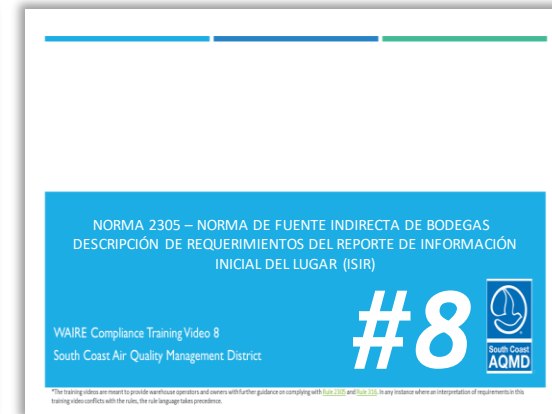 NORMA 2305 – NORMA DE FUENTE INDIRECTA DE BODEGAS
DESCRIPCIÓN DE REQUERIMIENTOS DEL REPORTE DE INFORMACIÓN
INICIAL DEL LUGAR (ISIR)
#8
WAIRE Compliance Training Video 8
South Coast Air Quality Management District
South Coast
AQMD
*The training videos are meant to provide warehouse operators and owners with further guidance on complying with Rule 2305 and Rule 316. In any instance where an interpretation of requirements in this
training video conflicts with the rules, the rule language takes precedence.